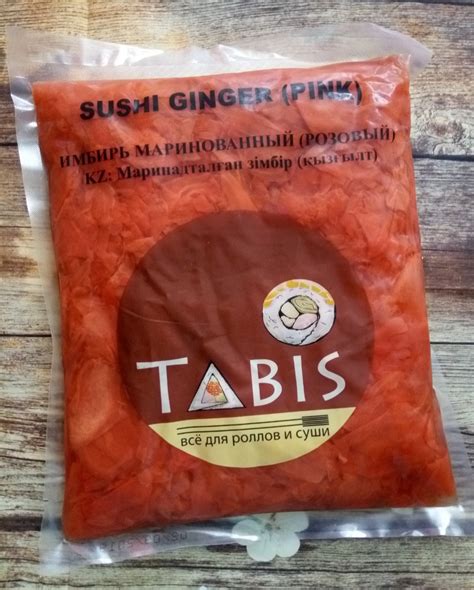 SUSHI GINGER (PINK)
ИМБИРЬ МАРИНОВАННЫЙ (РОЗОВЫЙ)
KZ: Маринадталған зімбір (қызғылт)
TABIS
всё для роллов и суши